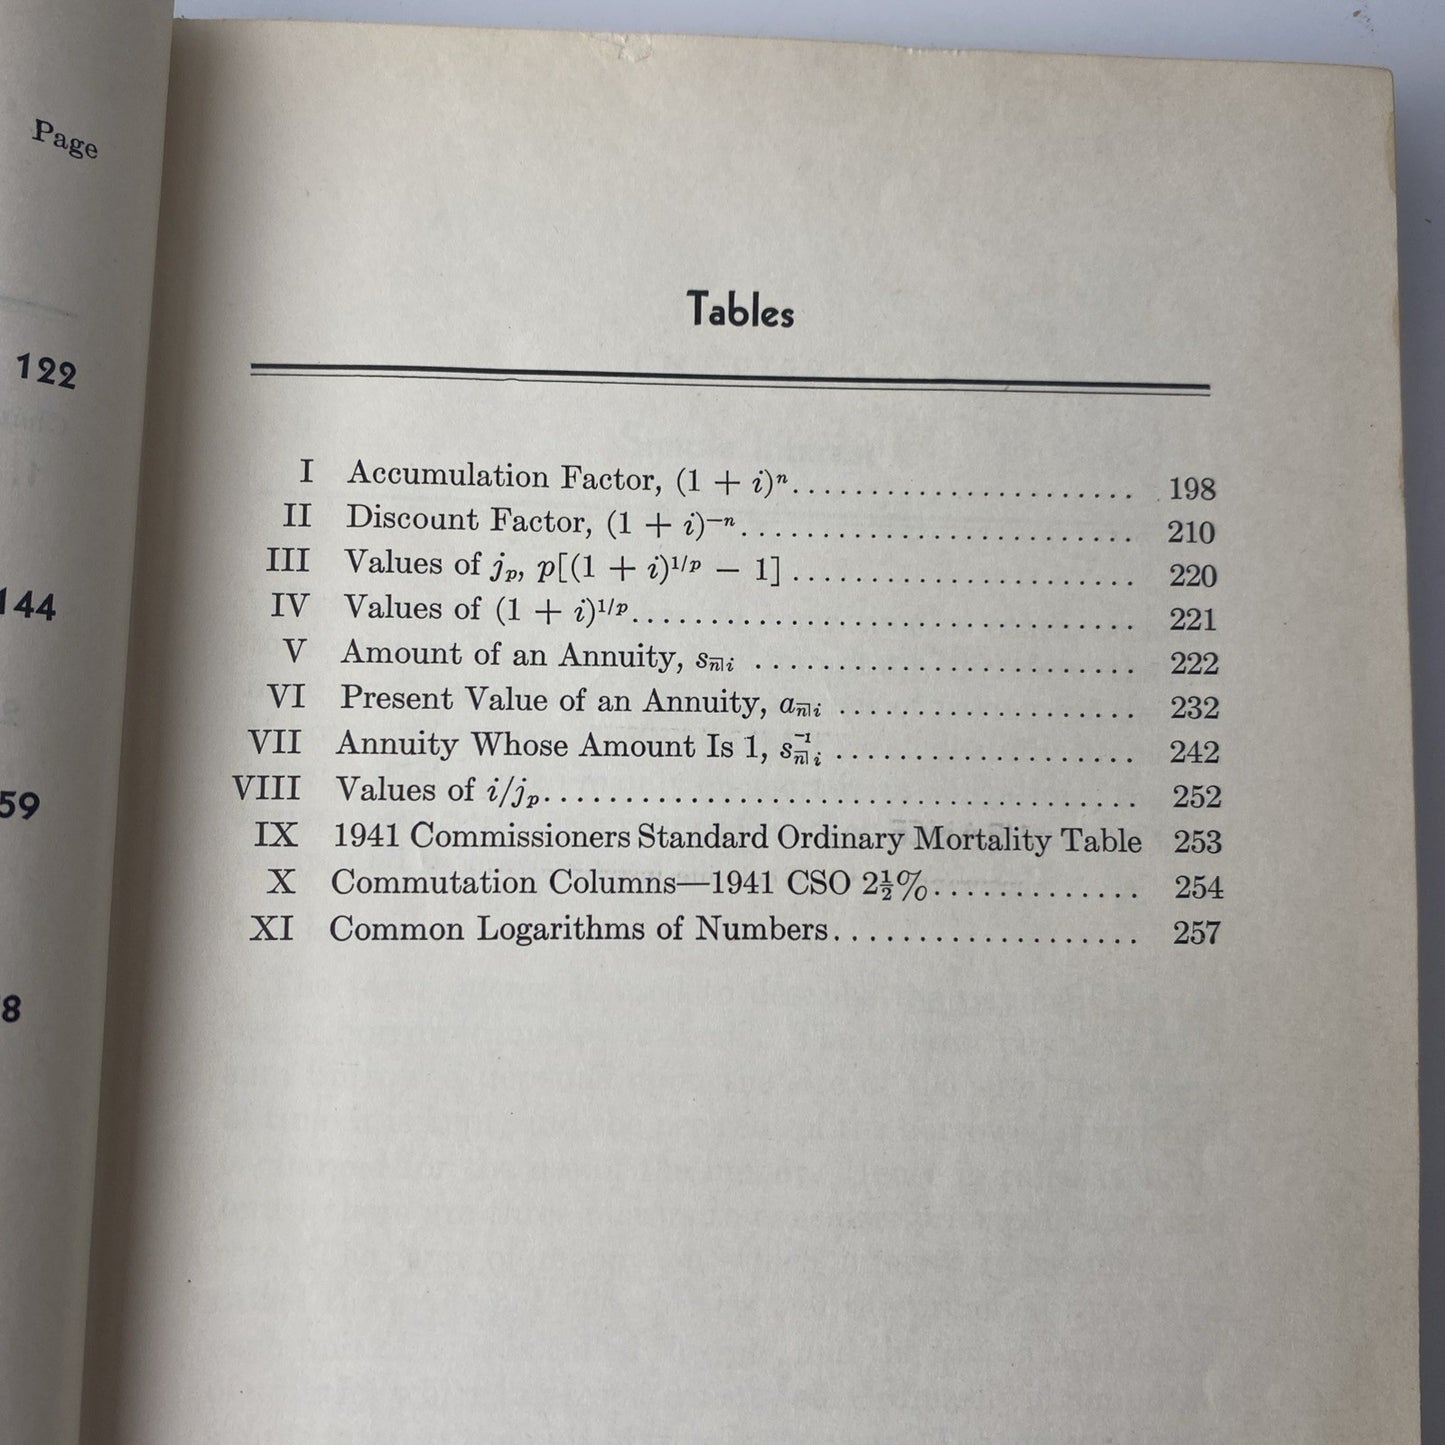 Page
122
144
59
8
Tables
I Accumulation Factor, (1 + i)ⁿ....................... 198
II Discount Factor, (1 + i)⁻ⁿ......................... 210
III Values of jₚ, p[(1 + i)^{1/p} − 1]...................... 220
IV Values of (1 + i)^{1/p}................................ 221
V Amount of an Annuity, s_{n̅|i} ........................ 222
VI Present Value of an Annuity, a_{n̅|i} ................... 232
VII Annuity Whose Amount Is 1, s^{-1}_{n̅|i} ................... 242
VIII Values of i/jₚ...................................... 252
IX 1941 Commissioners Standard Ordinary Mortality Table 253
X Commutation Columns—1941 CSO 2½%............. 254
XI Common Logarithms of Numbers.................... 257